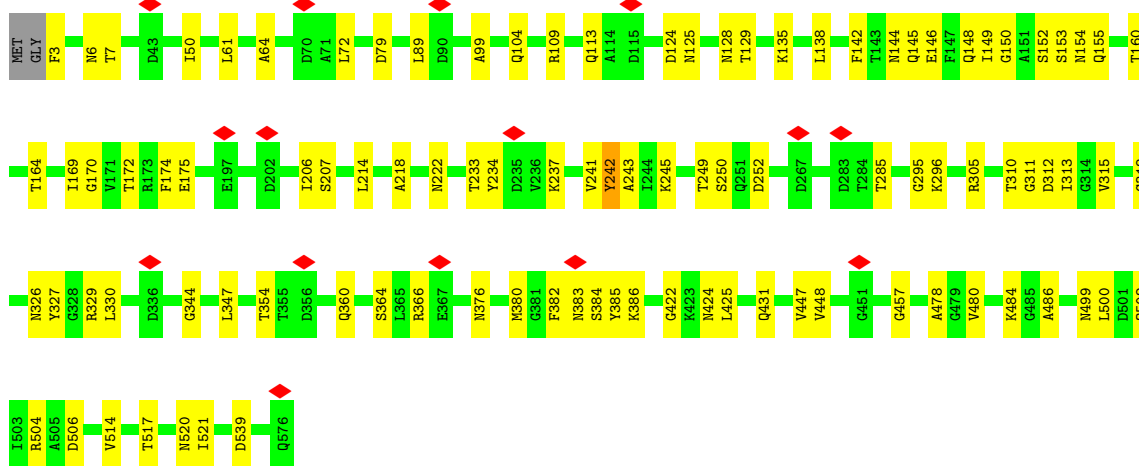 MET GLY F3 N6 T7 D43 I50 L61 A64 D70 A71 L72 D79 L89 D90 A99 Q104 R109 Q113 A114 D115 D124 N125 N128 T129 K135 L138 F142 T143 N144 Q145 E146 F147 Q148 I149 G150 A151 S152 S153 N154 Q155 T160
T164 I169 G170 V171 T172 R173 F174 E175 E197 D202 I206 S207 L214 A218 N222 T233 Y234 D235 V236 K237 V241 Y242 A243 I244 K245 T249 S250 Q251 D252 D267 D283 T284 T285 G295 K296 R305 T310 G311 D312 I313 G314 V315
N326 Y327 G328 R329 L330 D336 G344 L347 T354 T355 D356 Q360 S364 L365 R366 E367 N376 M380 G381 F382 N383 S384 Y385 K386 G422 K423 N424 L425 Q431 V447 V448 G451 G457 A478 G479 V480 K484 G485 A486 N499 L500 D501
I503 R504 A505 D506 V514 T517 N520 I521 D539 Q576